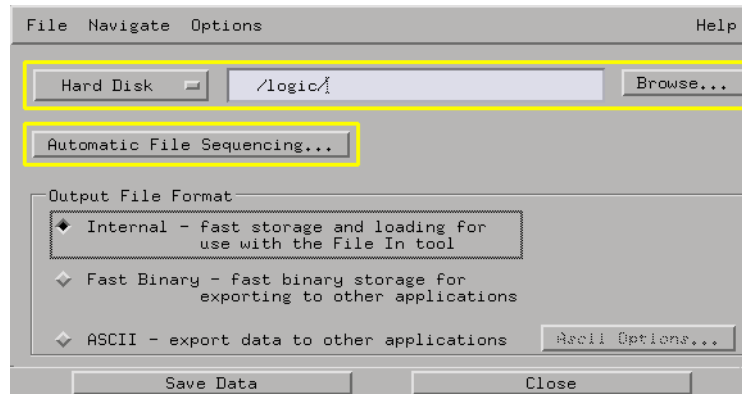 File Navigate Options Help
Hard Disk /logic/ Browse...
Automatic File Sequencing...
Output File Format
Internal - fast storage and loading for
use with the File In tool
Fast Binary - fast binary storage for
exporting to other applications
ASCII - export data to other applications Ascii Options...
Save Data Close